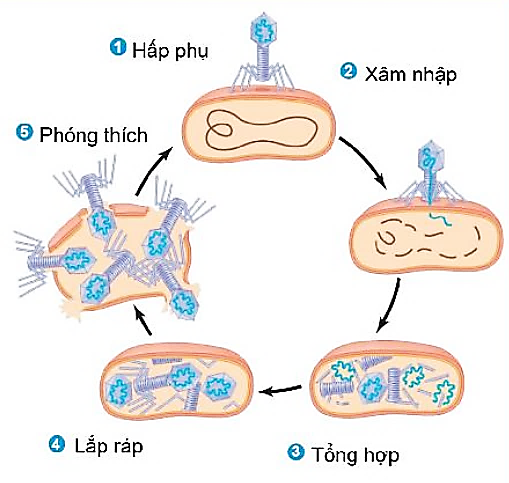 1 Hấp phụ
2 Xâm nhập
3 Tổng hợp
4 Lắp ráp
5 Phóng thích